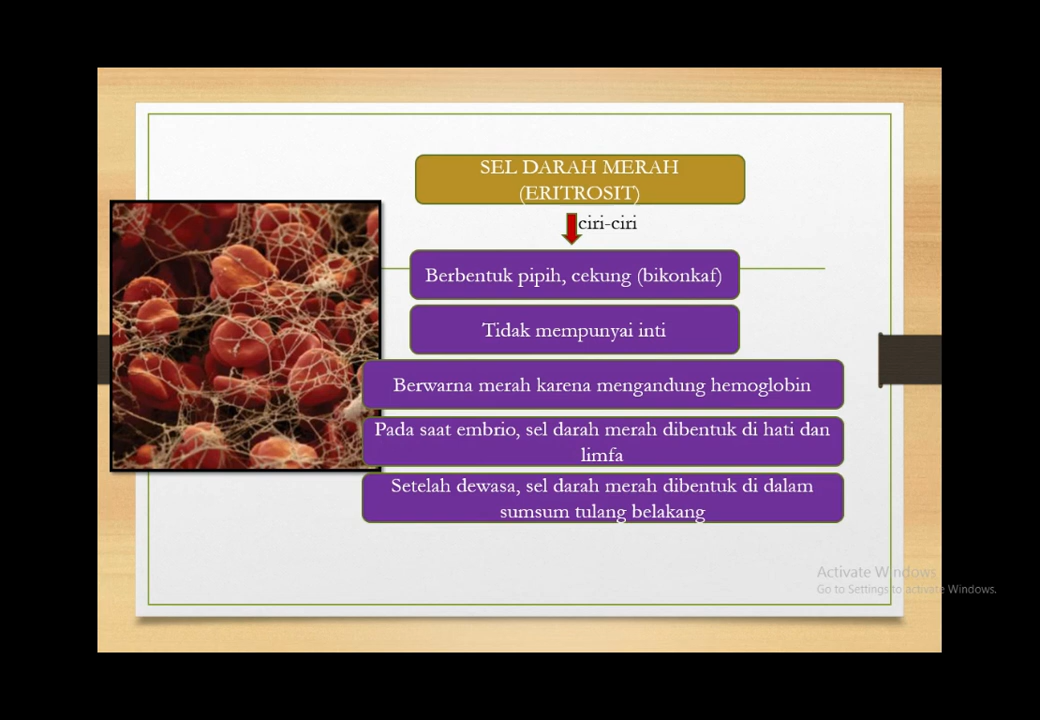 SEL DARAH MERAH
(ERITROSIT)
ciri-ciri
Berbentuk pipih, cekung (bikonkaf)
Tidak mempunyai inti
Berwarna merah karena mengandung hemoglobin
Pada saat embrio, sel darah merah dibentuk di hati dan
limfa
Setelah dewasa, sel darah merah dibentuk di dalam
sumsum tulang belakang
Activate Windows
Go to Settings to activate Windows.